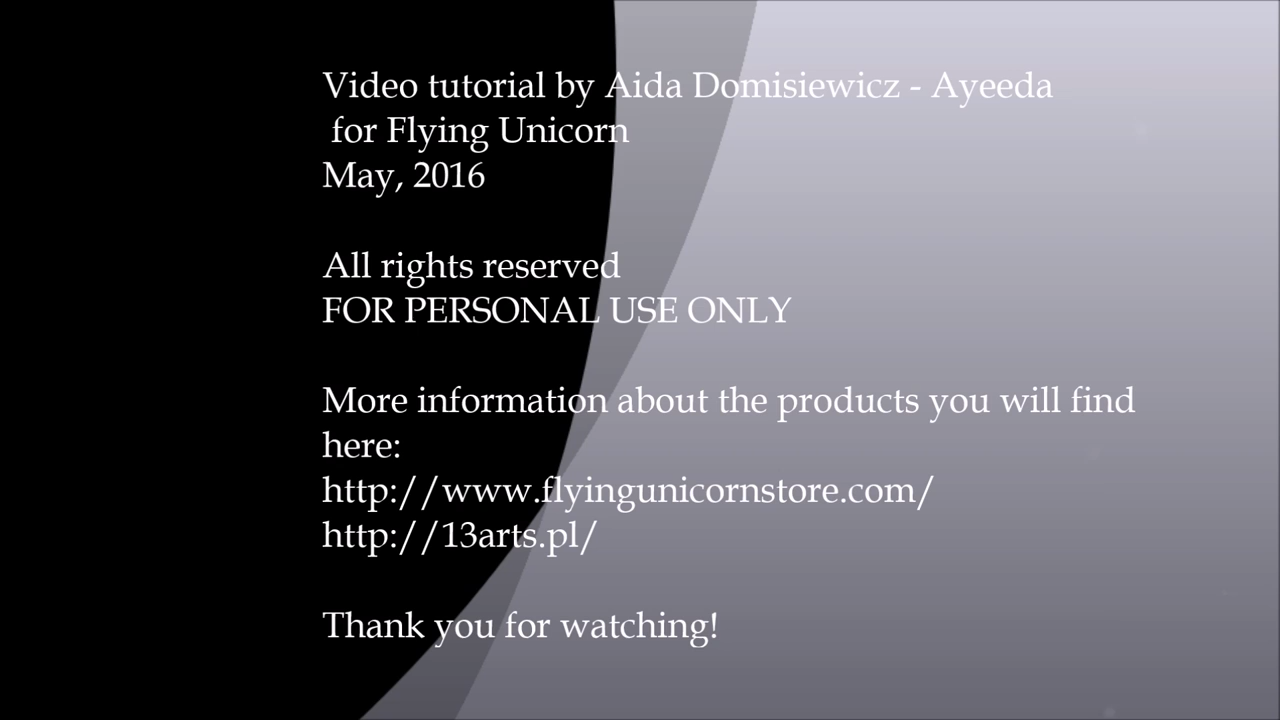 Video tutorial by Aida Domisiewicz - Ayeeda
for Flying Unicorn
May, 2016
All rights reserved
FOR PERSONAL USE ONLY
More information about the products you will find
here:
http://www.flyingunicornstore.com/
http://13arts.pl/
Thank you for watching!